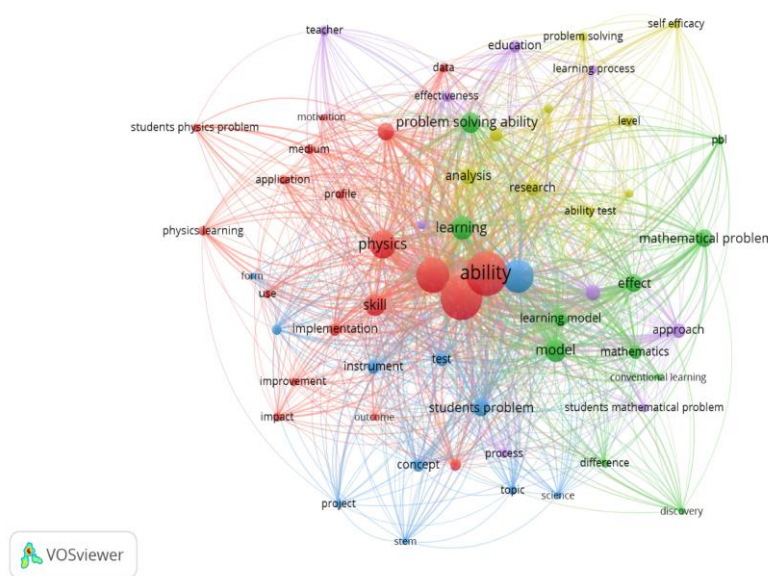 self efficacy
teacher
problem solving
education
data
learning process
effectiveness
motivation
problem solving ability
level
students physics problem
pbl
medium
analysis
application
research
profile
ability test
physics learning
learning
mathematical problem
physics
ability
form
effect
use
skill
learning model
implementation
approach
model
mathematics
test
instrument
conventional learning
improvement
students problem
students mathematical problem
impact
outcome
process
concept
difference
topic
science
project
discovery
stem
VOSviewer